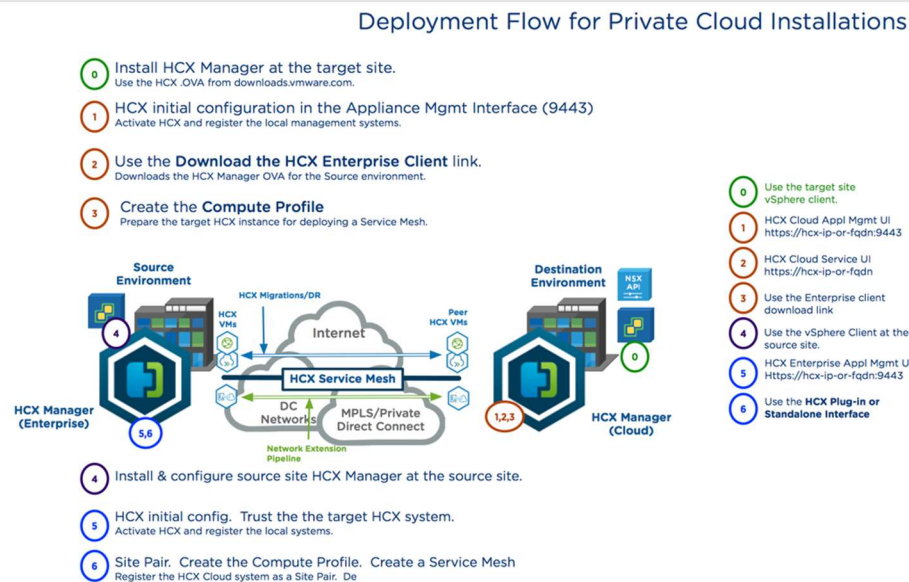 Deployment Flow for Private Cloud Installations
0
Install HCX Manager at the target site.
Use the HCX .OVA from downloads.vmware.com.
1
HCX initial configuration in the Appliance Mgmt Interface (9443)
Activate HCX and register the local management systems.
2
Use the Download the HCX Enterprise Client link.
Downloads the HCX Manager OVA for the Source environment.
3
Create the Compute Profile
Prepare the target HCX instance for deploying a Service Mesh.
0
Use the target site
vSphere client.
1
HCX Cloud Appl Mgmt UI
https://hcx-ip-or-fqdn:9443
2
HCX Cloud Service UI
https://hcx-ip-or-fqdn
3
Use the Enterprise client
download link
4
Use the vSphere Client at the
source site.
5
HCX Enterprise Appl Mgmt U
Https://hcx-ip-or-fqdn:9443
6
Use the HCX Plug-in or
Standalone Interface
Source
Environment
4
HCX Manager
(Enterprise)
5,6
HCX Migrations/DR
HCX
VMs
Internet
Peer
HCX VMs
HCX Service Mesh
DC
Networks
MPLS/Private
Direct Connect
Network Extension
Pipeline
Destination
Environment
NSX
API
0
1,2,3
HCX Manager
(Cloud)
4
Install & configure source site HCX Manager at the source site.
5
HCX initial config. Trust the the target HCX system.
Activate HCX and register the local systems.
6
Site Pair. Create the Compute Profile. Create a Service Mesh
Register the HCX Cloud system as a Site Pair. De